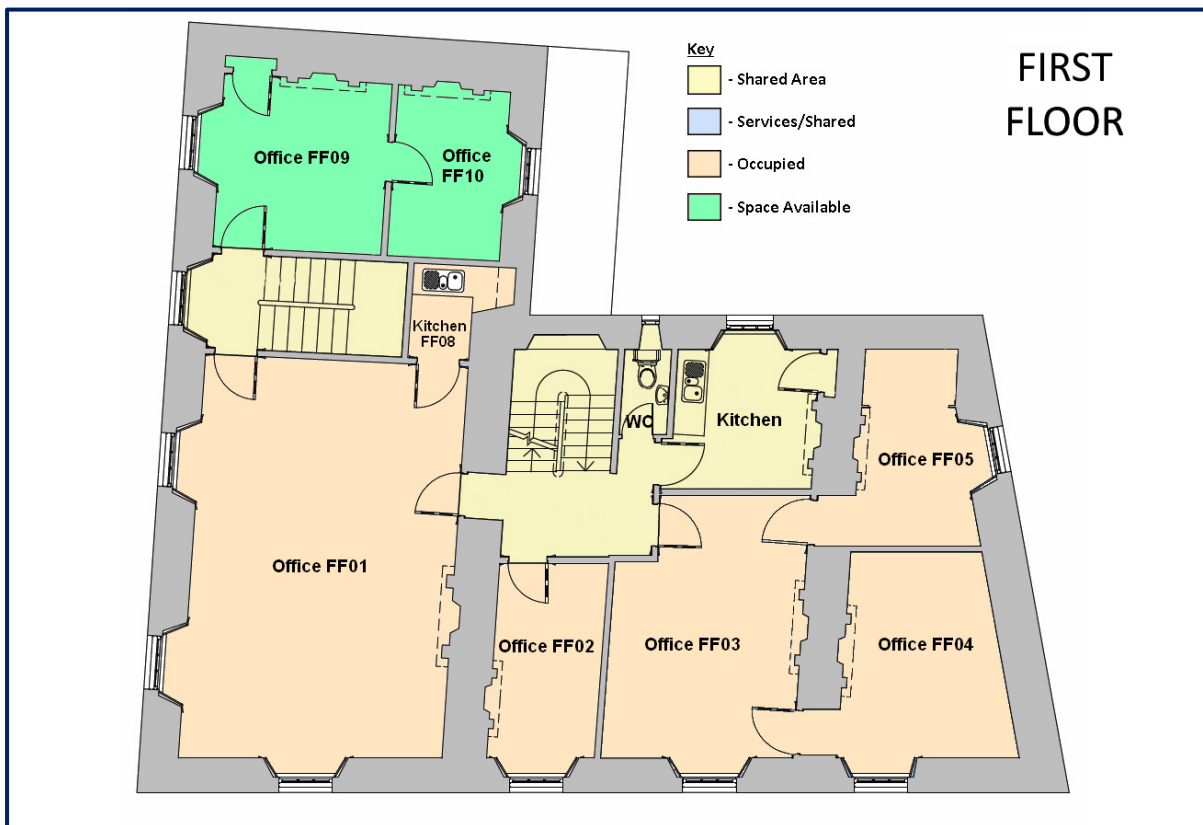 FIRST
FLOOR
Key
- Shared Area
- Services/Shared
- Occupied
- Space Available
Office FF09
Office
FF10
Kitchen
FF08
WC
Kitchen
Office FF05
Office FF01
Office FF02
Office FF03
Office FF04